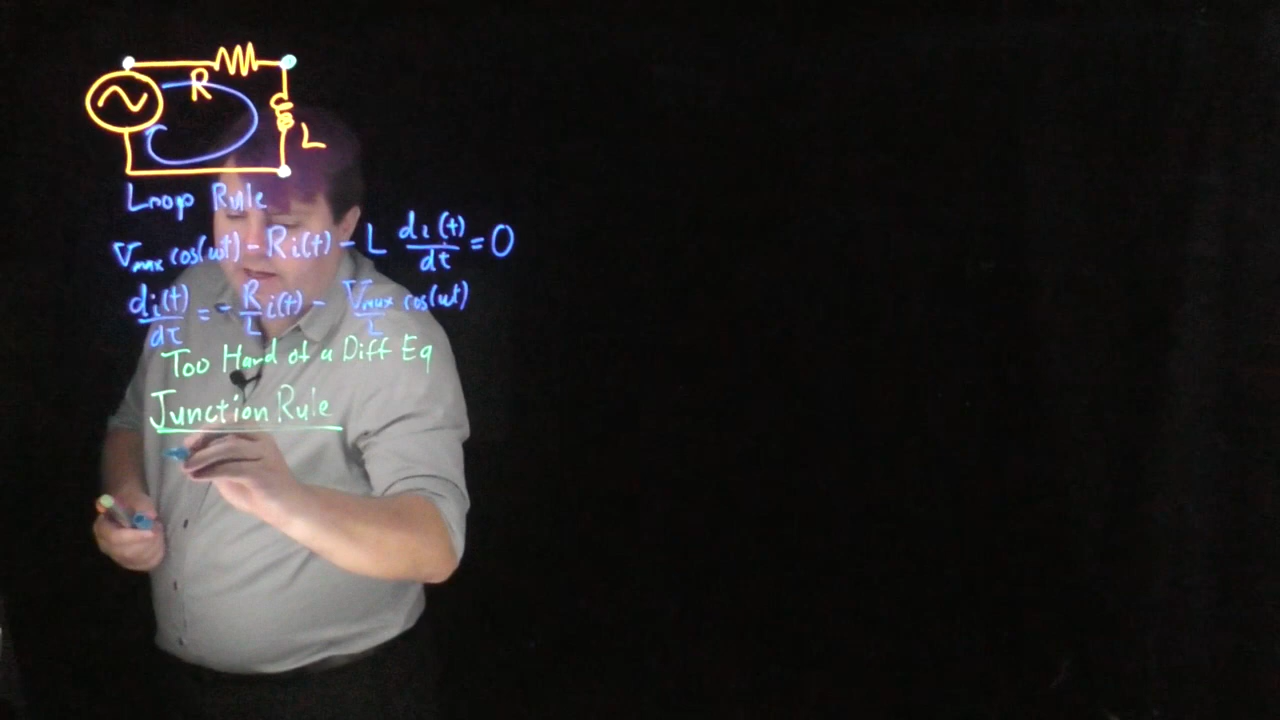 R
L
Loop Rule
Vmax cos(ωt) - R i(t) - L di(t)/dt = 0
di(t)/dt = - R/L i(t) - Vmax/L cos(ωt)
Too Hard of a Diff Eq
Junction Rule